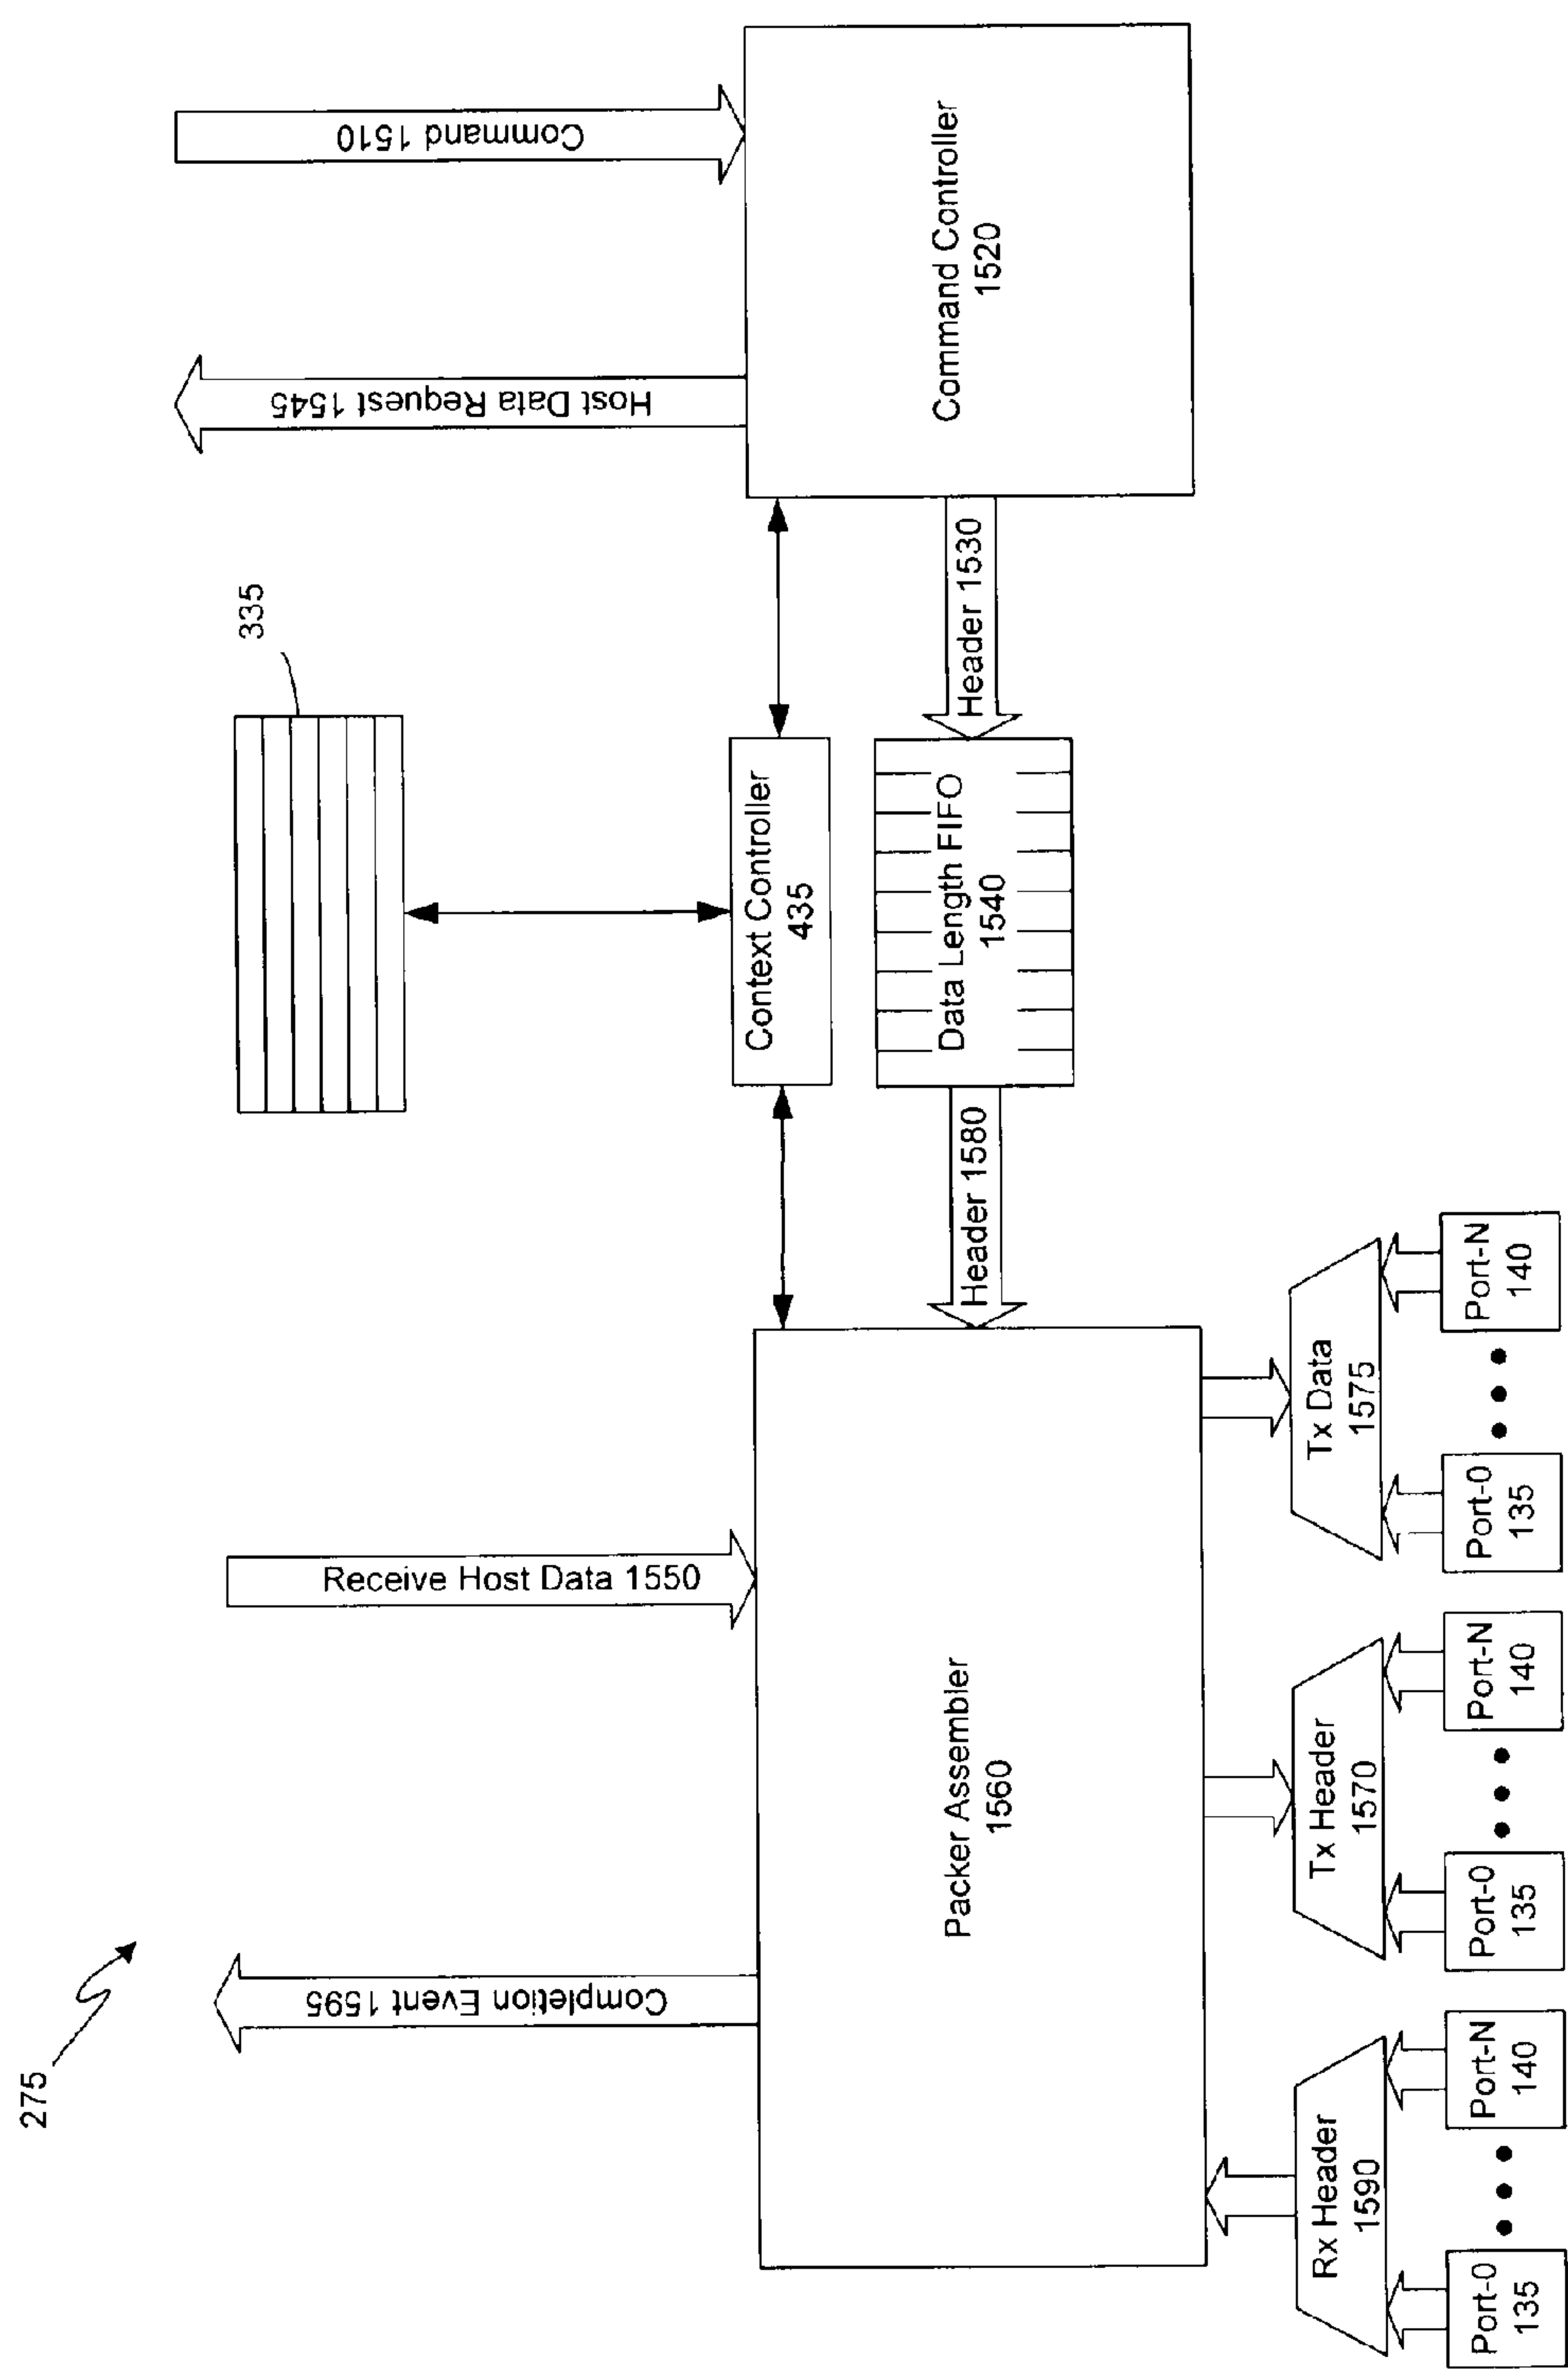 275
335
Command 1510
Host Data Request 1545
Command Controller
1520
Header 1530
Context Controller
435
Data Length FIFO
1540
Header 1580
Receive Host Data 1550
Completion Event 1595
Packer Assembler
1560
Rx Header
1590
Tx Header
1570
Tx Data
1575
Port-0
135
Port-N
140
Port-0
135
Port-N
140
Port-0
135
Port-N
140